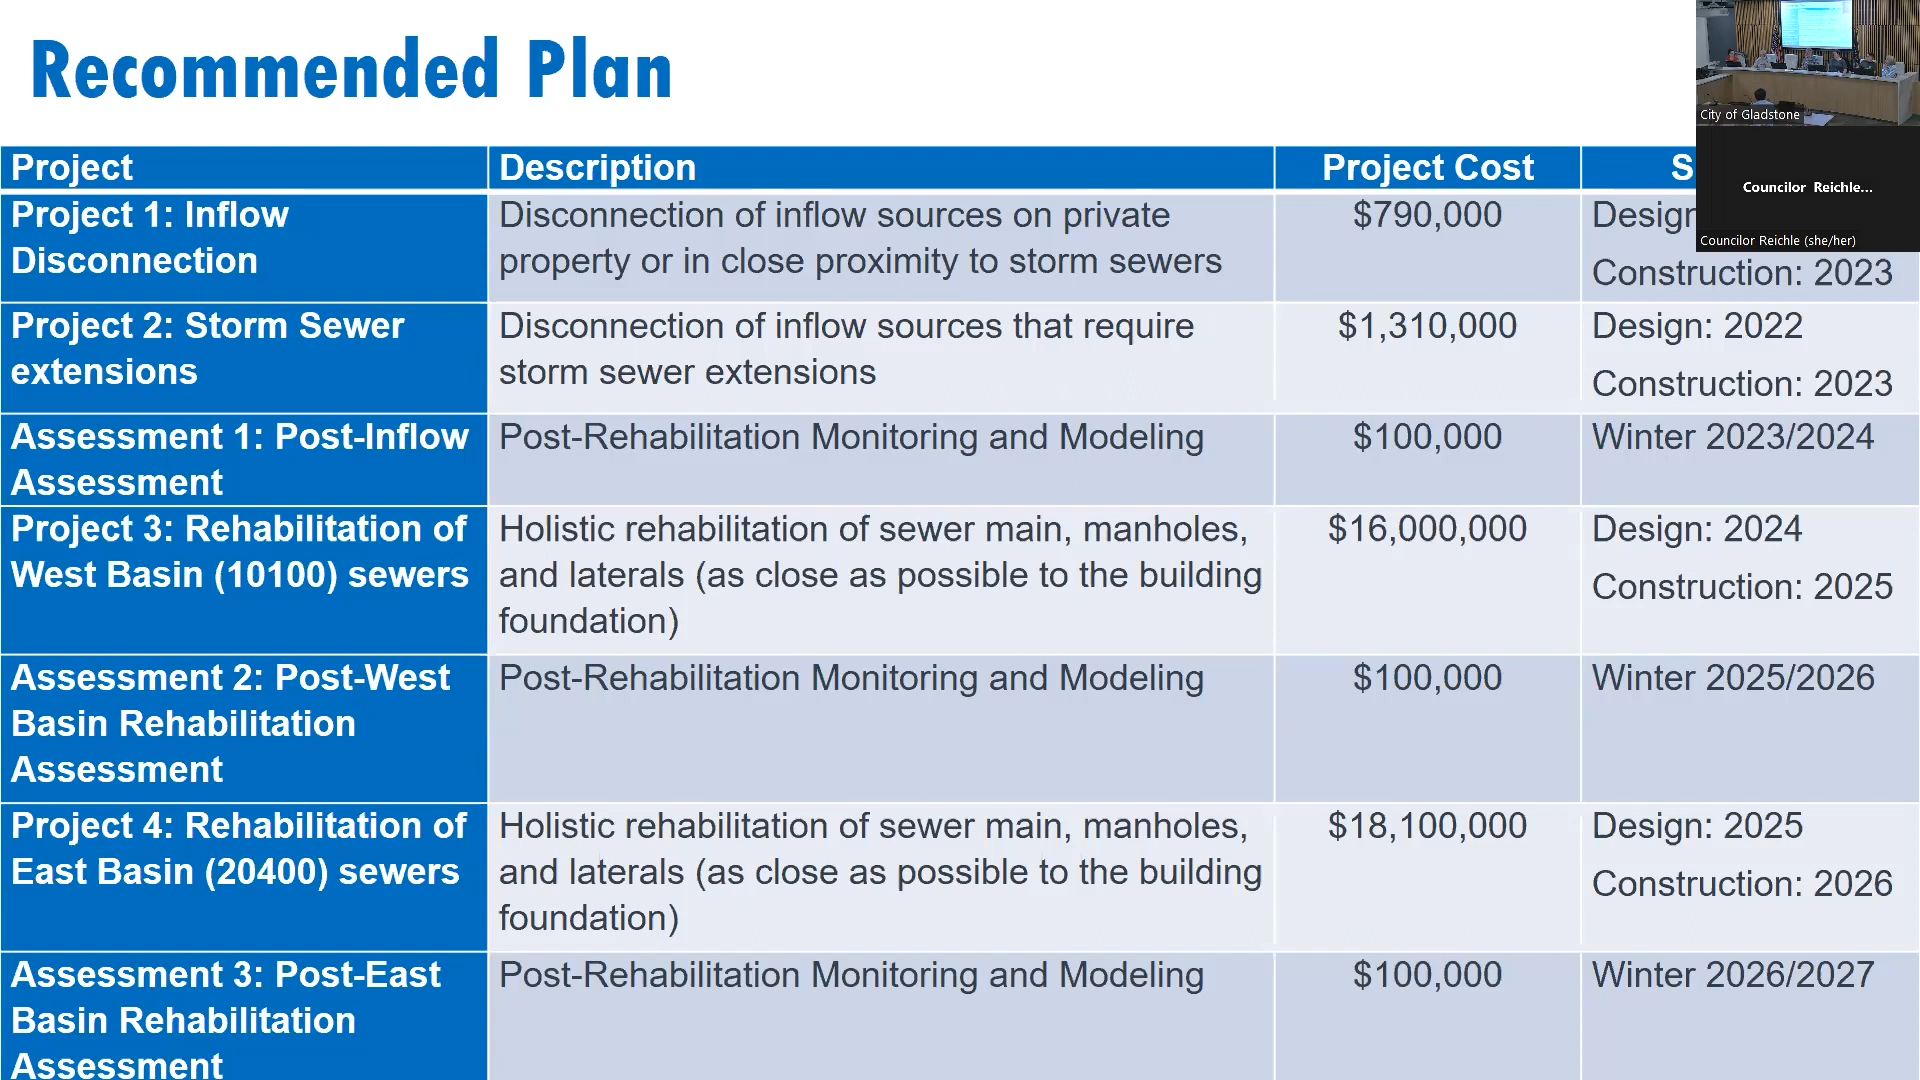 Recommended Plan
City of Gladstone
Councilor Reichle...
Councilor Reichle (she/her)
Project Description Project Cost
Project 1: Inflow
Disconnection
Disconnection of inflow sources on private
property or in close proximity to storm sewers
$790,000
Design
Construction: 2023
Project 2: Storm Sewer
extensions
Disconnection of inflow sources that require
storm sewer extensions
$1,310,000
Design: 2022
Construction: 2023
Assessment 1: Post-Inflow
Assessment
Post-Rehabilitation Monitoring and Modeling
$100,000
Winter 2023/2024
Project 3: Rehabilitation of
West Basin (10100) sewers
Holistic rehabilitation of sewer main, manholes,
and laterals (as close as possible to the building
foundation)
$16,000,000
Design: 2024
Construction: 2025
Assessment 2: Post-West
Basin Rehabilitation
Assessment
Post-Rehabilitation Monitoring and Modeling
$100,000
Winter 2025/2026
Project 4: Rehabilitation of
East Basin (20400) sewers
Holistic rehabilitation of sewer main, manholes,
and laterals (as close as possible to the building
foundation)
$18,100,000
Design: 2025
Construction: 2026
Assessment 3: Post-East
Basin Rehabilitation
Assessment
Post-Rehabilitation Monitoring and Modeling
$100,000
Winter 2026/2027